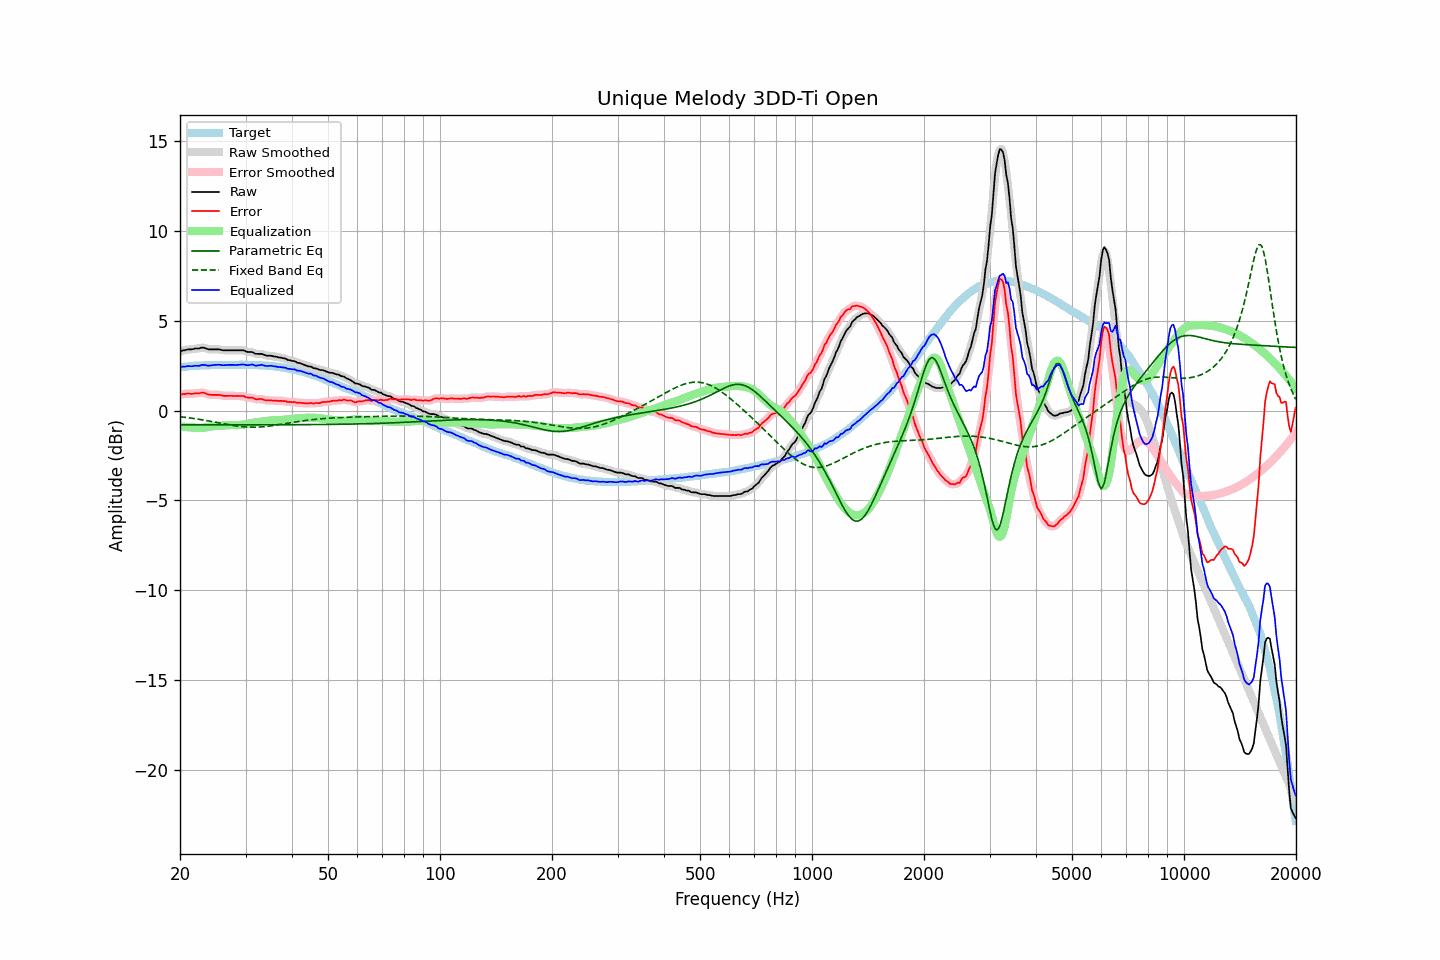 Unique Melody 3DD-Ti Open
Target
Raw Smoothed
Error Smoothed
Raw
Error
Equalization
Parametric Eq
Fixed Band Eq
Equalized
15
10
5
0
−5
−10
−15
−20
Amplitude (dBr)
20 50 100 200 500 1000 2000 5000 10000 20000
Frequency (Hz)